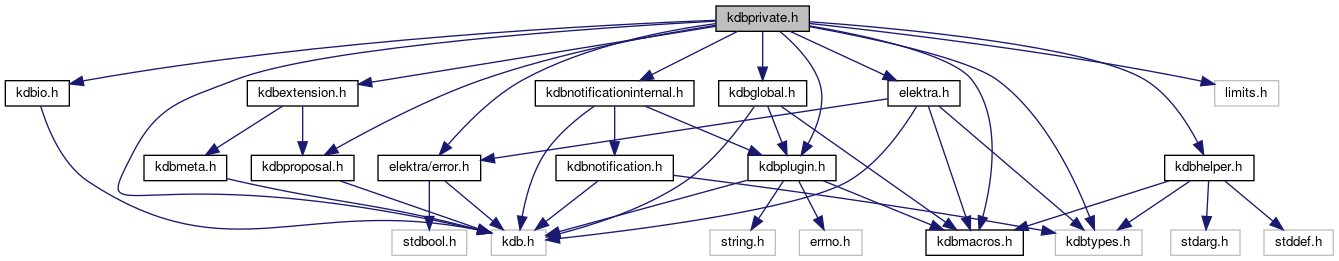 kdbprivate.h
kdbio.h
kdbextension.h
kdbnotificationinternal.h
kdbglobal.h
elektra.h
limits.h
kdbmeta.h
kdbproposal.h
elektra/error.h
kdbnotification.h
kdbplugin.h
kdbhelper.h
stdbool.h
kdb.h
string.h
errno.h
kdbmacros.h
kdbtypes.h
stdarg.h
stddef.h